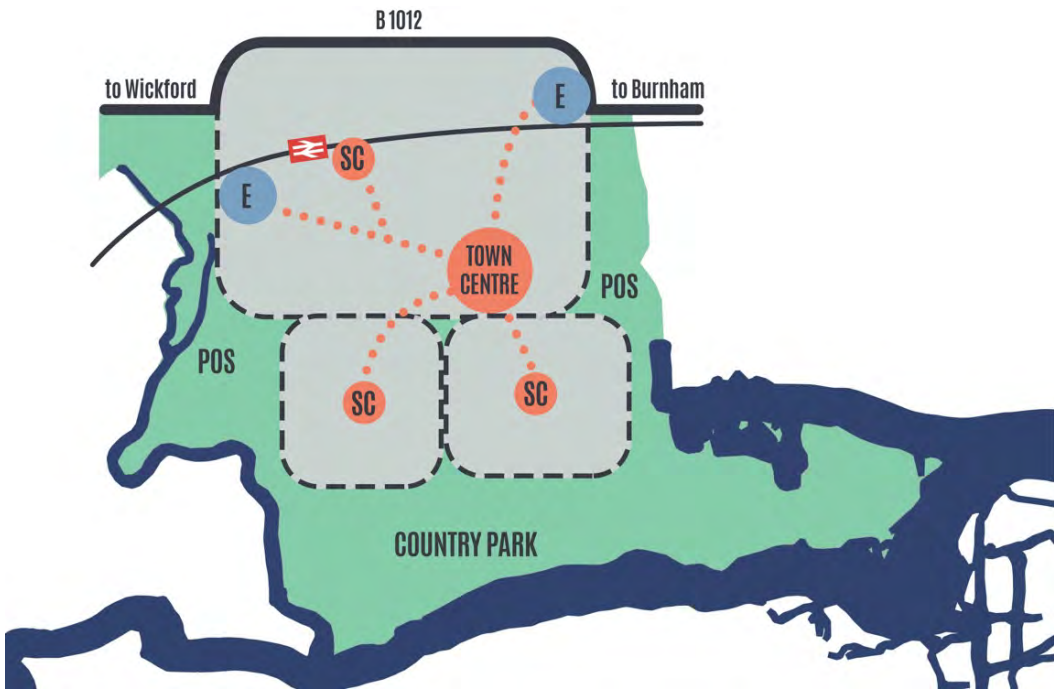 B1012
to Wickford
to Burnham
E
SC
E
TOWN
CENTRE
POS
POS
SC
SC
COUNTRY PARK